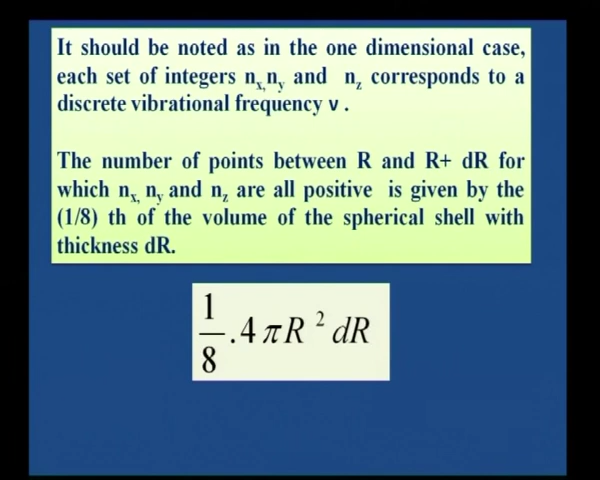 It should be noted as in the one dimensional case,
each set of integers nx, ny and nz corresponds to a
discrete vibrational frequency ν .
The number of points between R and R+ dR for
which nx, ny and nz are all positive is given by the
(1/8) th of the volume of the spherical shell with
thickness dR.
1/8 . 4 π R² dR